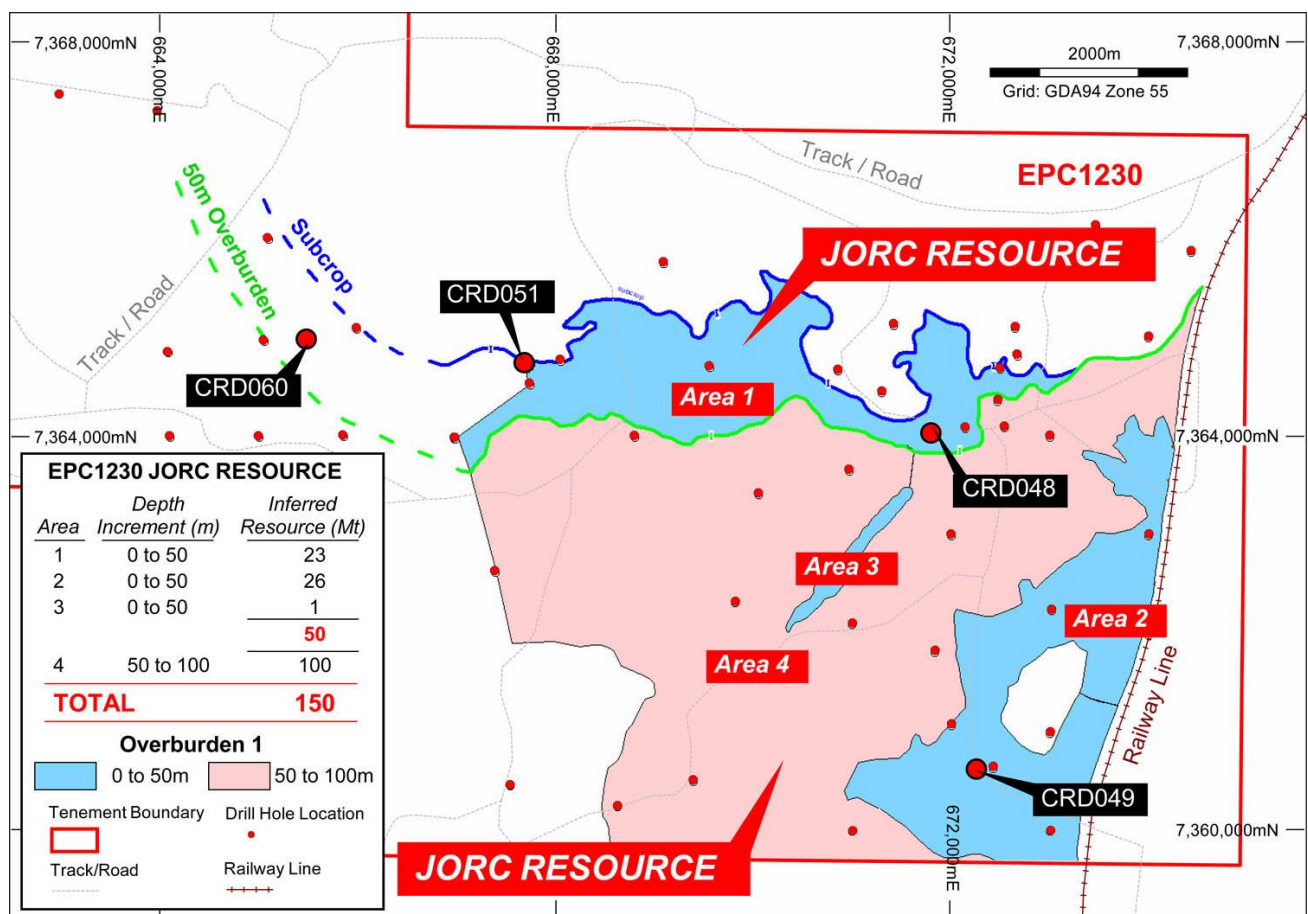 7,368,000mN
664,000mE
668,000mE
672,000mE
7,368,000mN
2000m
Grid: GDA94 Zone 55
Track / Road
EPC1230
50m Overburden
Subcrop
JORC RESOURCE
Track / Road
CRD051
subcrop
CRD060
Area 1
7,364,000mN
7,364,000mN
CRD048
EPC1230 JORC RESOURCE
Area Depth Increment (m) Inferred Resource (Mt)
1 0 to 50 23
2 0 to 50 26
3 0 to 50 1
50
4 50 to 100 100
TOTAL 150
Overburden 1
0 to 50m 50 to 100m
Tenement Boundary Drill Hole Location
Track/Road Railway Line
Area 3
Area 2
Area 4
Railway Line
CRD049
672,000mE
7,360,000mN
JORC RESOURCE